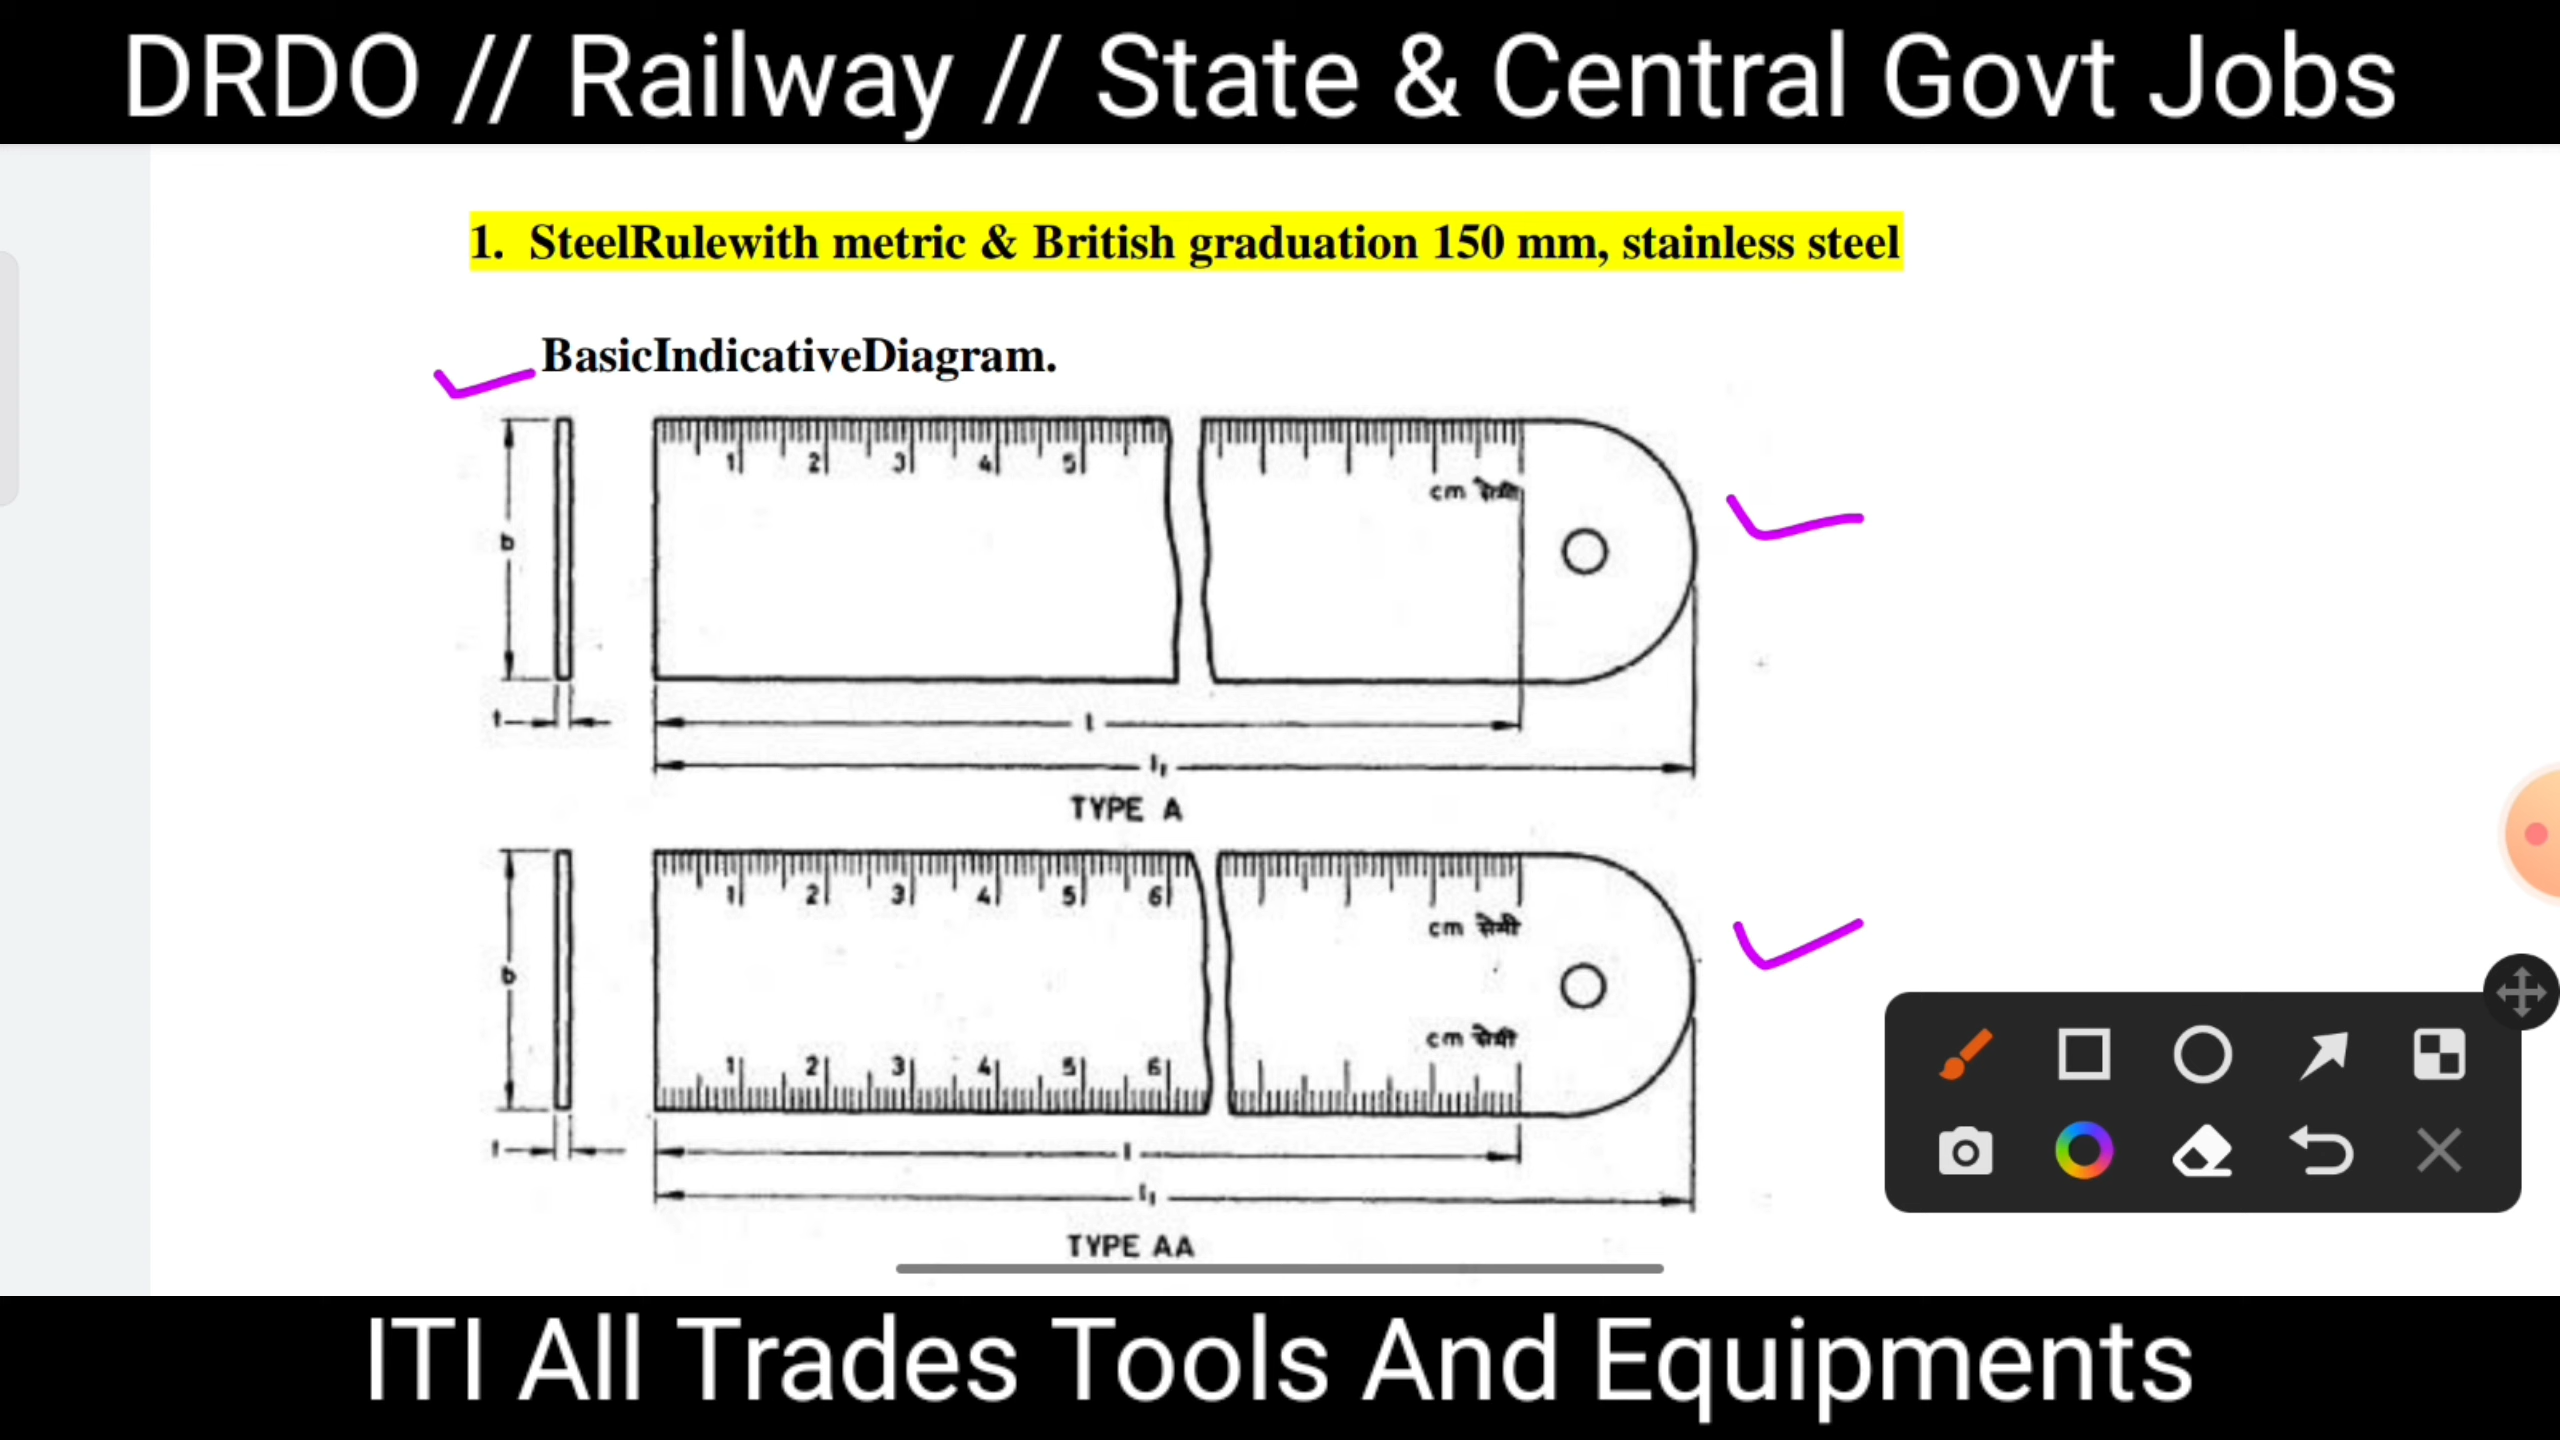 DRDO // Railway // State & Central Govt Jobs
1. SteelRulewith metric & British graduation 150 mm, stainless steel
BasicIndicativeDiagram.
1 2 3 4 5
cm
b
t
l
l₁
TYPE A
1 2 3 4 5 6
cm सेमी
b
cm सेमी
1 2 3 4 5 6
t
l
l₁
TYPE AA
ITI All Trades Tools And Equipments